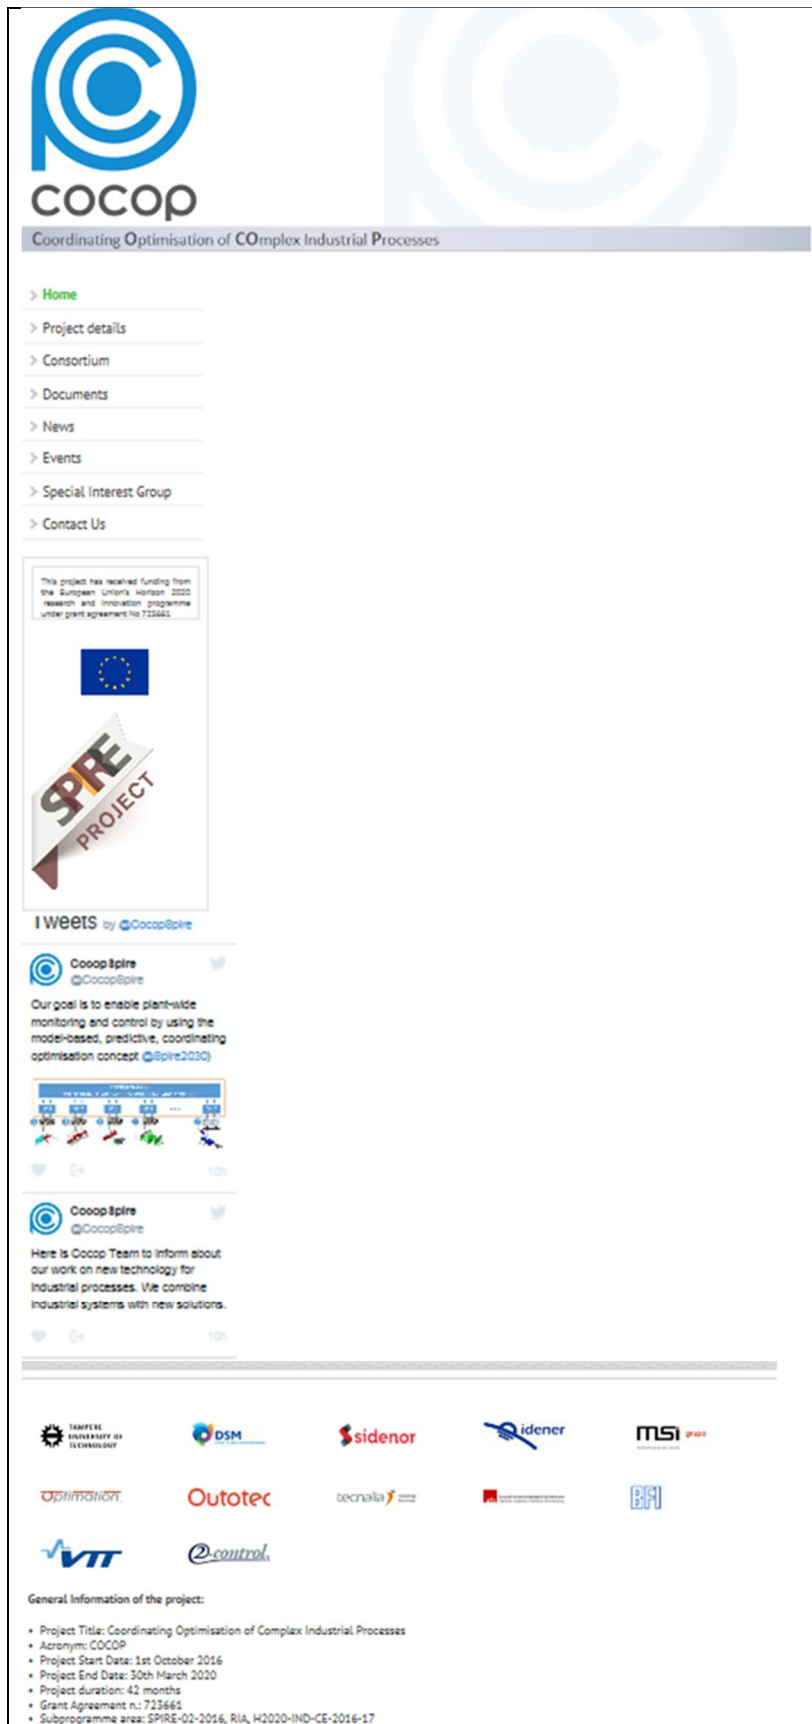 cocop
Coordinating Optimisation of COmplex Industrial Processes
Home
Project details
Consortium
Documents
News
Events
Special Interest Group
Contact Us
This project has received funding from
the European Union's Horizon 2020
research and innovation programme
under grant agreement No 723661
SPIRE
PROJECT
Tweets by @CocopSpire
Cocop Spire
@CocopSpire
Our goal is to enable plant-wide
monitoring and control by using the
model-based, predictive, coordinating
optimisation concept @Spire2030)
10h
Cocop Spire
@CocopSpire
Here is Cocop Team to inform about
our work on new technology for
industrial processes. We combine
industrial systems with new solutions.
10h
TAMPERE
UNIVERSITY OF
TECHNOLOGY
DSM
sidenor
idener
msi grupo
Optimation
Outotec
tecnalia
BFI
VTT
2-control
General Information of the project:
• Project Title: Coordinating Optimisation of Complex Industrial Processes
• Acronym: COCOP
• Project Start Date: 1st October 2016
• Project End Date: 30th March 2020
• Project duration: 42 months
• Grant Agreement n.: 723661
• Subprogramme area: SPIRE-02-2016, RIA, H2020-IND-CE-2016-17